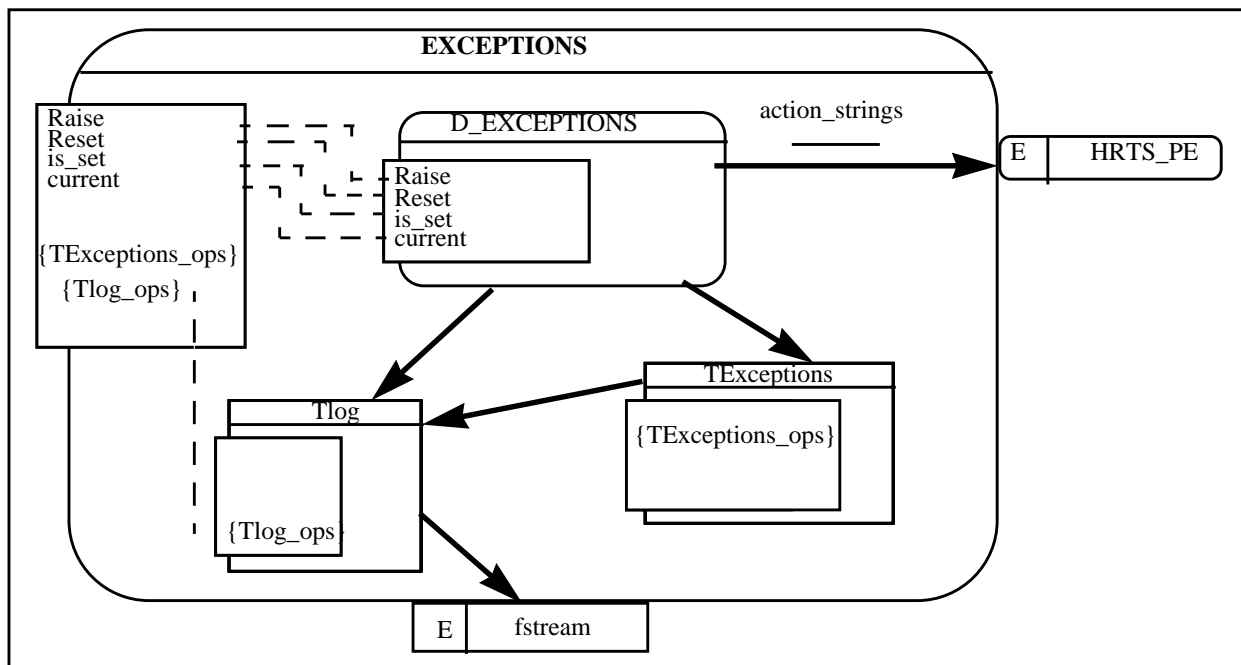 EXCEPTIONS
Raise
Reset
is_set
current
{TExceptions_ops}
{Tlog_ops}
D_EXCEPTIONS
Raise
Reset
is_set
current
action_strings
E HRTS_PE
TExceptions
{TExceptions_ops}
Tlog
{Tlog_ops}
E fstream